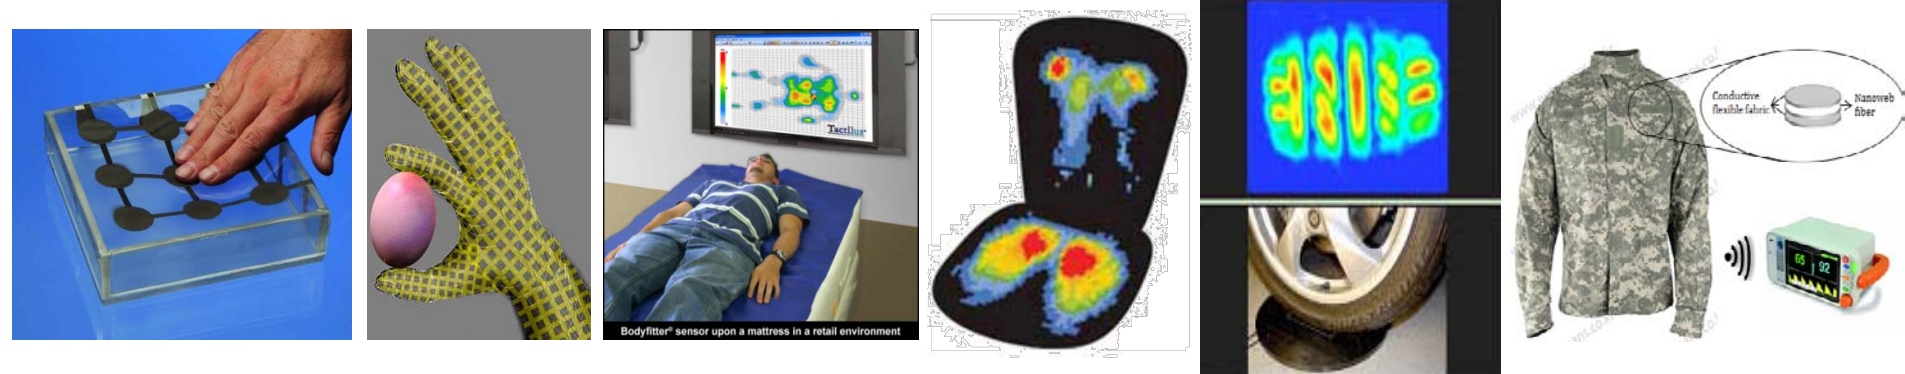 Tactilus®
Bodyfitter® sensor upon a mattress in a retail environment
Conductive
flexible fabric
Nanoweb
fiber
65
92